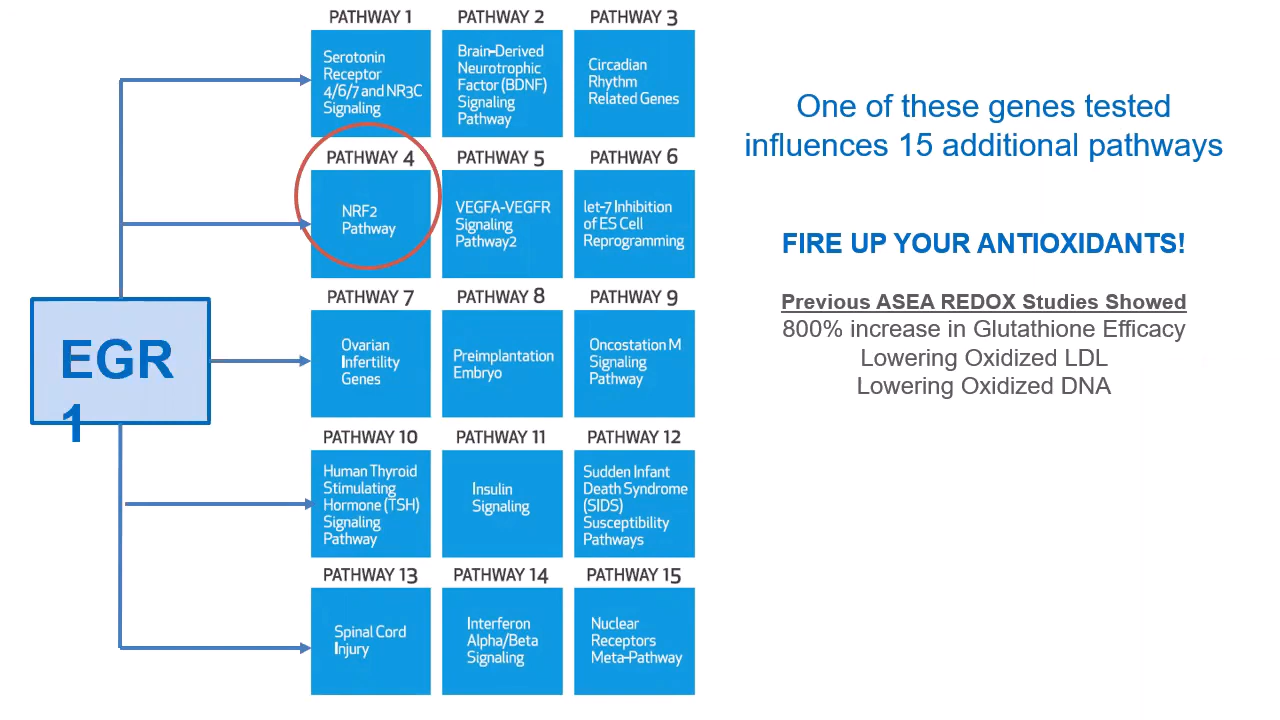 PATHWAY 1
Serotonin
Receptor
4/6/7 and NR3C
Signaling
PATHWAY 2
Brain-Derived
Neurotrophic
Factor (BDNF)
Signaling
Pathway
PATHWAY 3
Circadian
Rhythm
Related Genes
PATHWAY 4
NRF2
Pathway
PATHWAY 5
VEGFA-VEGFR
Signaling
Pathway2
PATHWAY 6
let-7 Inhibition
of ES Cell
Reprogramming
EGR
1
PATHWAY 7
Ovarian
Infertility
Genes
PATHWAY 8
Preimplantation
Embryo
PATHWAY 9
Oncostatin M
Signaling
Pathway
PATHWAY 10
Human Thyroid
Stimulating
Hormone (TSH)
Signaling
Pathway
PATHWAY 11
Insulin
Signaling
PATHWAY 12
Sudden Infant
Death Syndrome
(SIDS)
Susceptibility
Pathways
PATHWAY 13
Spinal Cord
Injury
PATHWAY 14
Interferon
Alpha/Beta
Signaling
PATHWAY 15
Nuclear
Receptors
Meta-Pathway
One of these genes tested
influences 15 additional pathways
FIRE UP YOUR ANTIOXIDANTS!
Previous ASEA REDOX Studies Showed
800% increase in Glutathione Efficacy
Lowering Oxidized LDL
Lowering Oxidized DNA